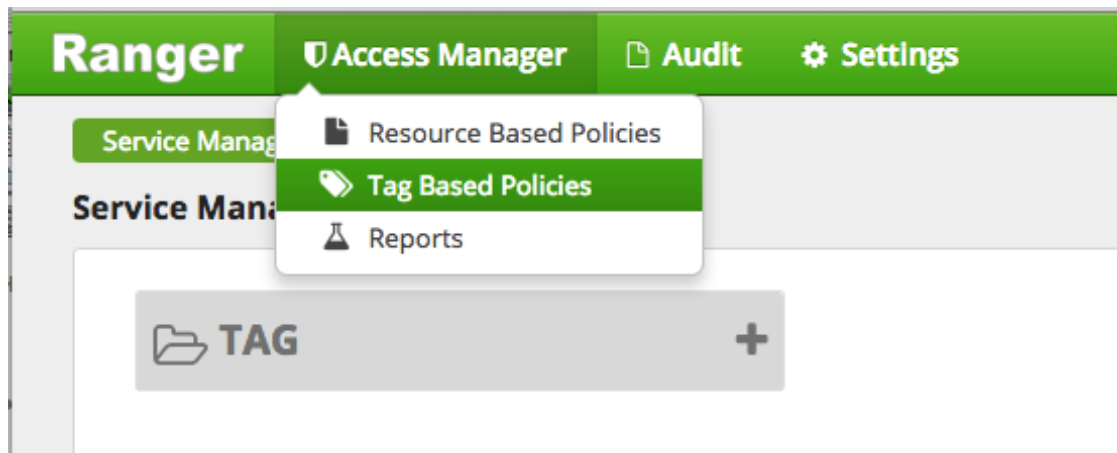 Ranger Access Manager Audit Settings
Resource Based Policies
Service Manag
Tag Based Policies
Service Mana
Reports
TAG +